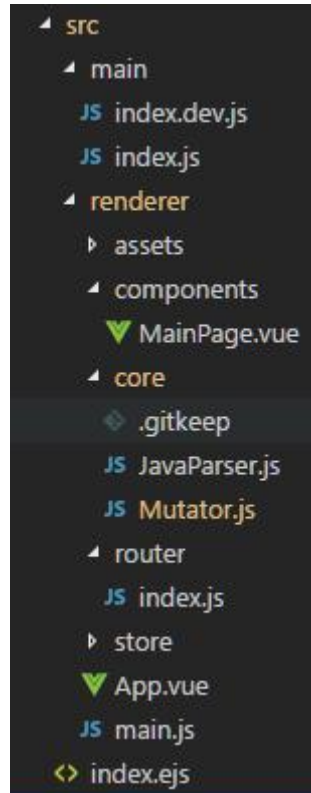 src
main
JS index.dev.js
JS index.js
renderer
assets
components
MainPage.vue
core
.gitkeep
JS JavaParser.js
JS Mutator.js
router
JS index.js
store
App.vue
JS main.js
<> index.ejs